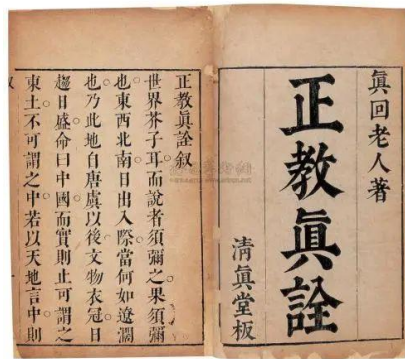 眞回老人著
正教眞詮
清眞堂板
正教眞詮叙
世界芥子耳而說者須彌之果須彌
也東西北南日出入際當何如遼濶
也乃此地自唐虞以後文物衣冠日
趨日盛命曰中國而實則止可謂之
東土不可謂之中若以天地言中則